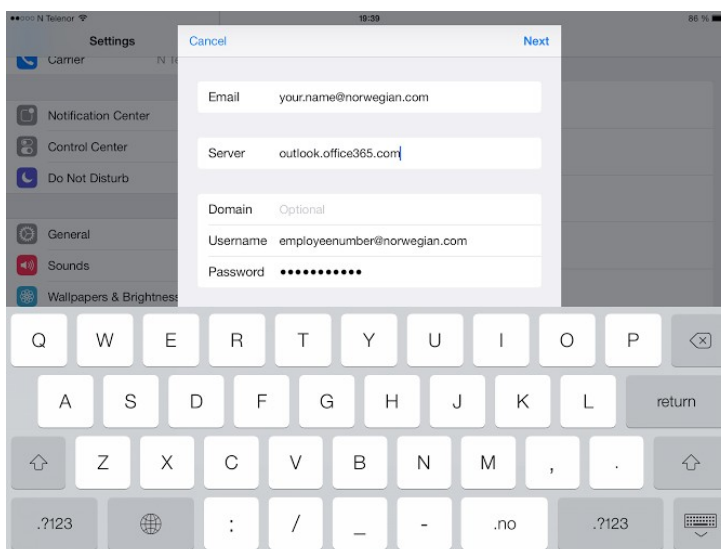 N Telenor 19:39 86 %
Settings
Cancel Next
Carrier
Email your.name@norwegian.com
Notification Center
Control Center
Server outlook.office365.com
Do Not Disturb
Domain Optional
General
Username employeenumber@norwegian.com
Sounds
Password •••••••••••
Wallpapers & Brightness
Q W E R T Y U I O P
A S D F G H J K L return
Z X C V B N M , .
.?123 : / _ - .no .?123